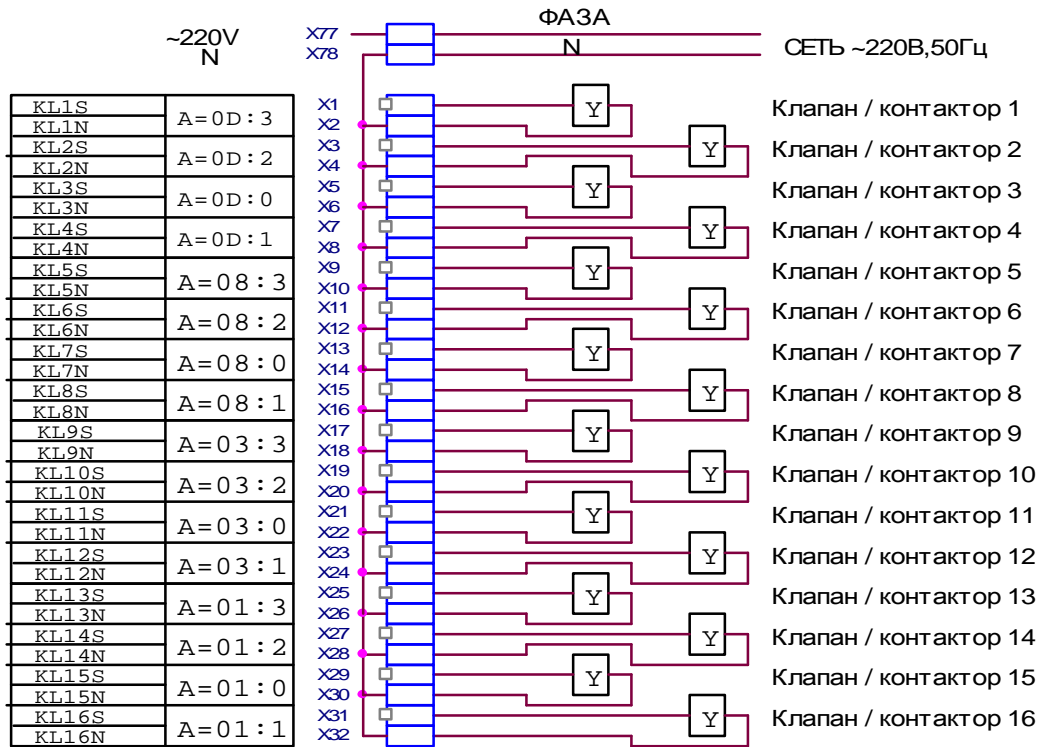 ФАЗА
~220V X77
N X78 N СЕТЬ ~220В,50Гц
KL1S A=0D:3 X1 Y Клапан / контактор 1
KL1N X2
KL2S A=0D:2 X3 Y Клапан / контактор 2
KL2N X4
KL3S A=0D:0 X5 Y Клапан / контактор 3
KL3N X6
KL4S A=0D:1 X7 Y Клапан / контактор 4
KL4N X8
KL5S A=08:3 X9 Y Клапан / контактор 5
KL5N X10
KL6S A=08:2 X11 Y Клапан / контактор 6
KL6N X12
KL7S A=08:0 X13 Y Клапан / контактор 7
KL7N X14
KL8S A=08:1 X15 Y Клапан / контактор 8
KL8N X16
KL9S A=03:3 X17 Y Клапан / контактор 9
KL9N X18
KL10S A=03:2 X19 Y Клапан / контактор 10
KL10N X20
KL11S A=03:0 X21 Y Клапан / контактор 11
KL11N X22
KL12S A=03:1 X23 Y Клапан / контактор 12
KL12N X24
KL13S A=01:3 X25 Y Клапан / контактор 13
KL13N X26
KL14S A=01:2 X27 Y Клапан / контактор 14
KL14N X28
KL15S A=01:0 X29 Y Клапан / контактор 15
KL15N X30
KL16S A=01:1 X31 Y Клапан / контактор 16
KL16N X32